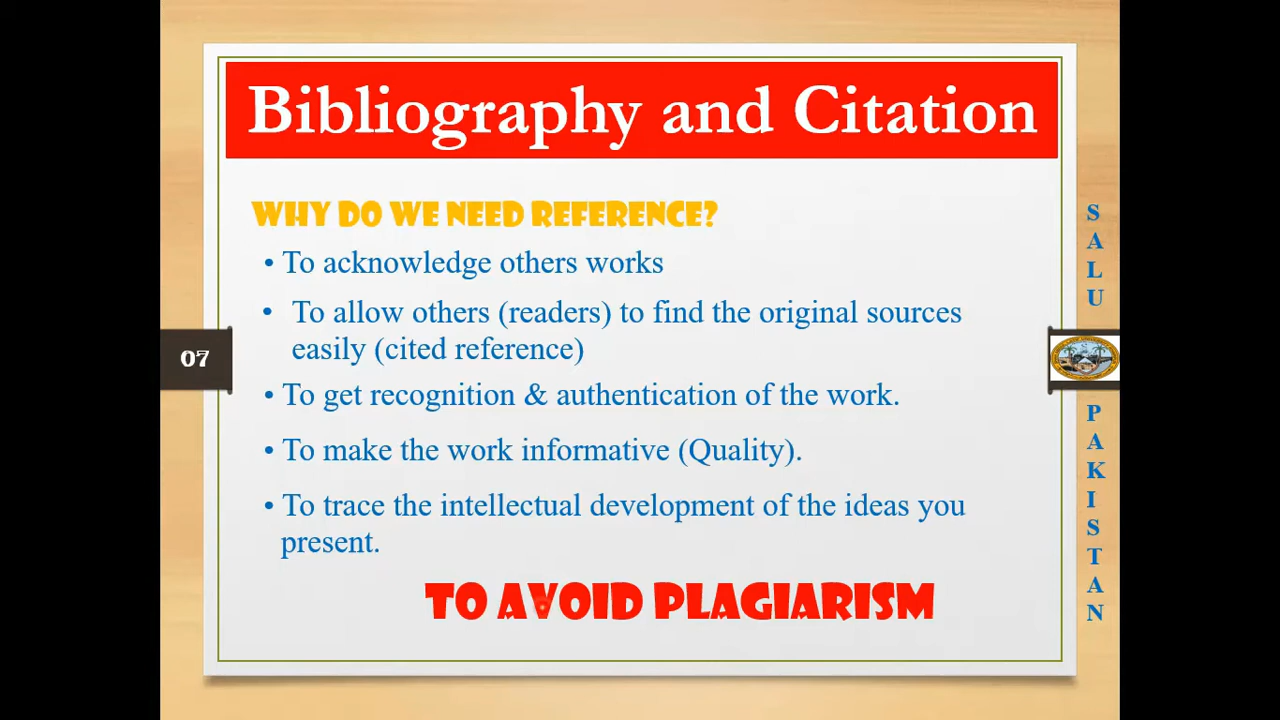 Bibliography and Citation
WHY DO WE NEED REFERENCE?
• To acknowledge others works
• To allow others (readers) to find the original sources
easily (cited reference)
• To get recognition & authentication of the work.
• To make the work informative (Quality).
• To trace the intellectual development of the ideas you
present.
TO AVOID PLAGIARISM
07
SALU
PAKISTAN